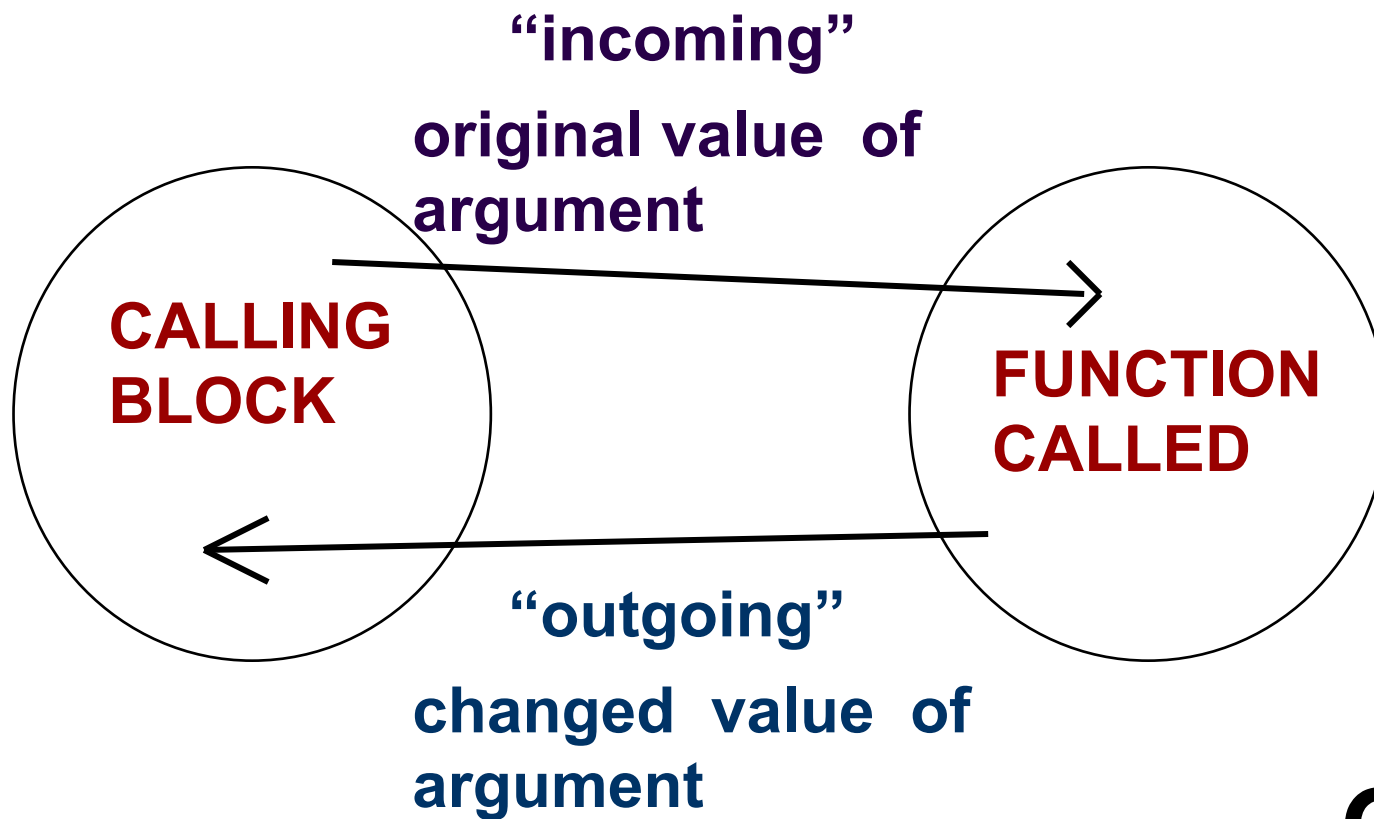 “incoming”
original value of
argument
CALLING
BLOCK
FUNCTION
CALLED
“outgoing”
changed value of
argument